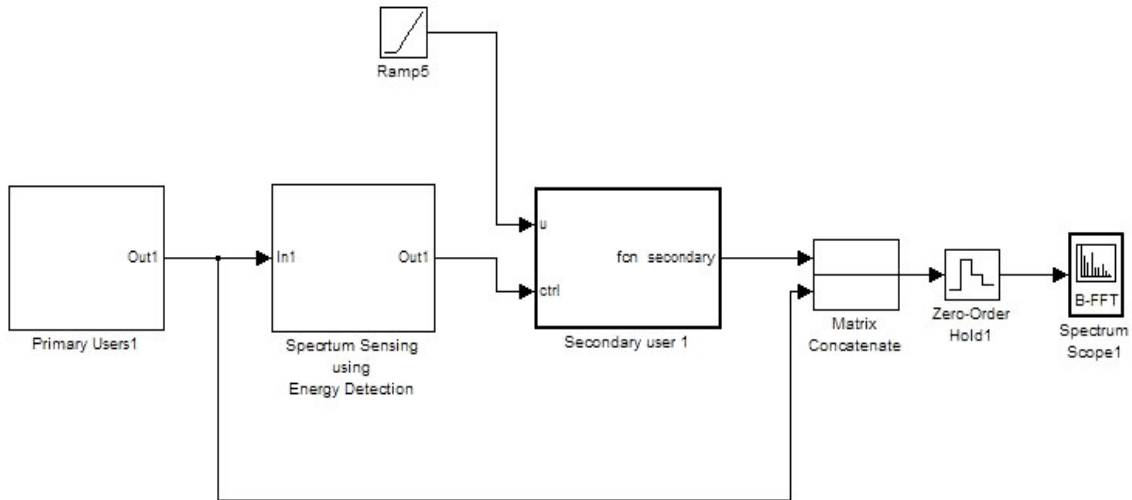 Ramp5
Out1
In1
Out1
u
ctrl
fcn secondary
B-FFT
Primary Users1
Speortum Sensing
using
Energy Detection
Secondary user 1
Matrix
Concatenate
Zero-Order
Hold1
Spectrum
Scope1